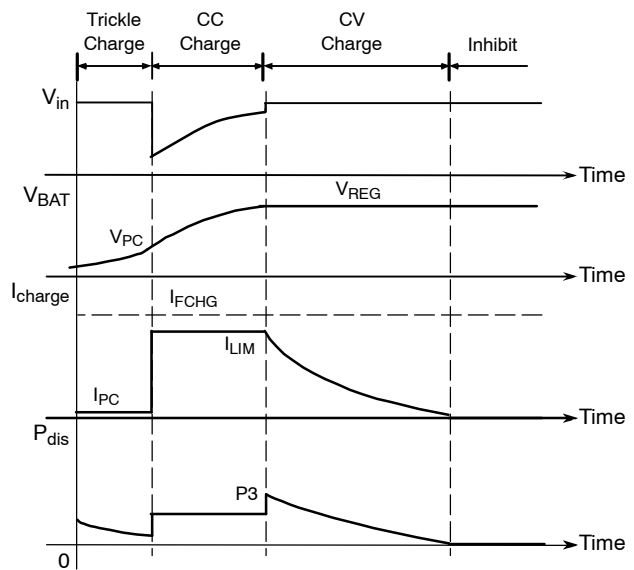 Trickle
Charge
CC
Charge
CV
Charge
Inhibit
Vin
Time
VBAT
VREG
VPC
Time
Icharge
IFCHG
ILIM
IPC
Time
Pdis
P3
Time
0